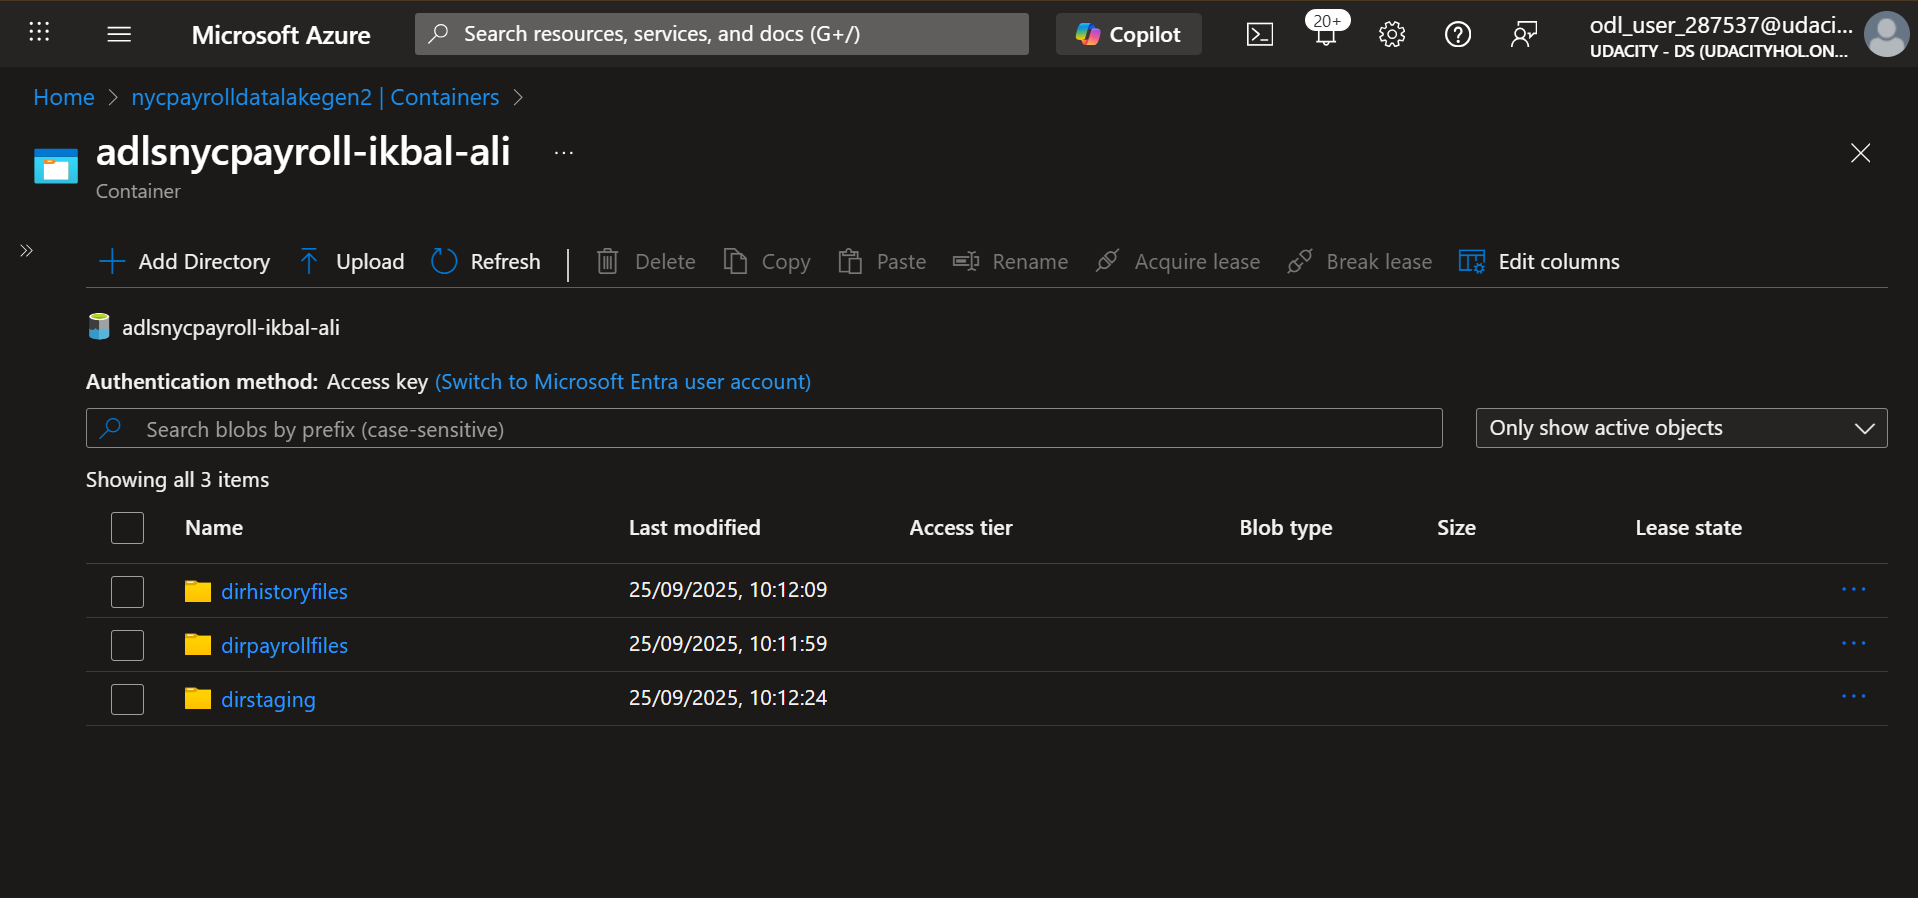 Microsoft Azure
Search resources, services, and docs (G+/)
Copilot
20+
odl_user_287537@udaci...
UDACITY - DS (UDACITYHOL.ON...
Home > nycpayrolldatalakegen2 | Containers >
adlsnycpayroll-ikbal-ali ...
Container
Add Directory Upload Refresh | Delete Copy Paste Rename Acquire lease Break lease Edit columns
adlsnycpayroll-ikbal-ali
Authentication method: Access key (Switch to Microsoft Entra user account)
Search blobs by prefix (case-sensitive)
Only show active objects
Showing all 3 items
Name Last modified Access tier Blob type Size Lease state
dirhistoryfiles 25/09/2025, 10:12:09 ...
dirpayrollfiles 25/09/2025, 10:11:59 ...
dirstaging 25/09/2025, 10:12:24 ...